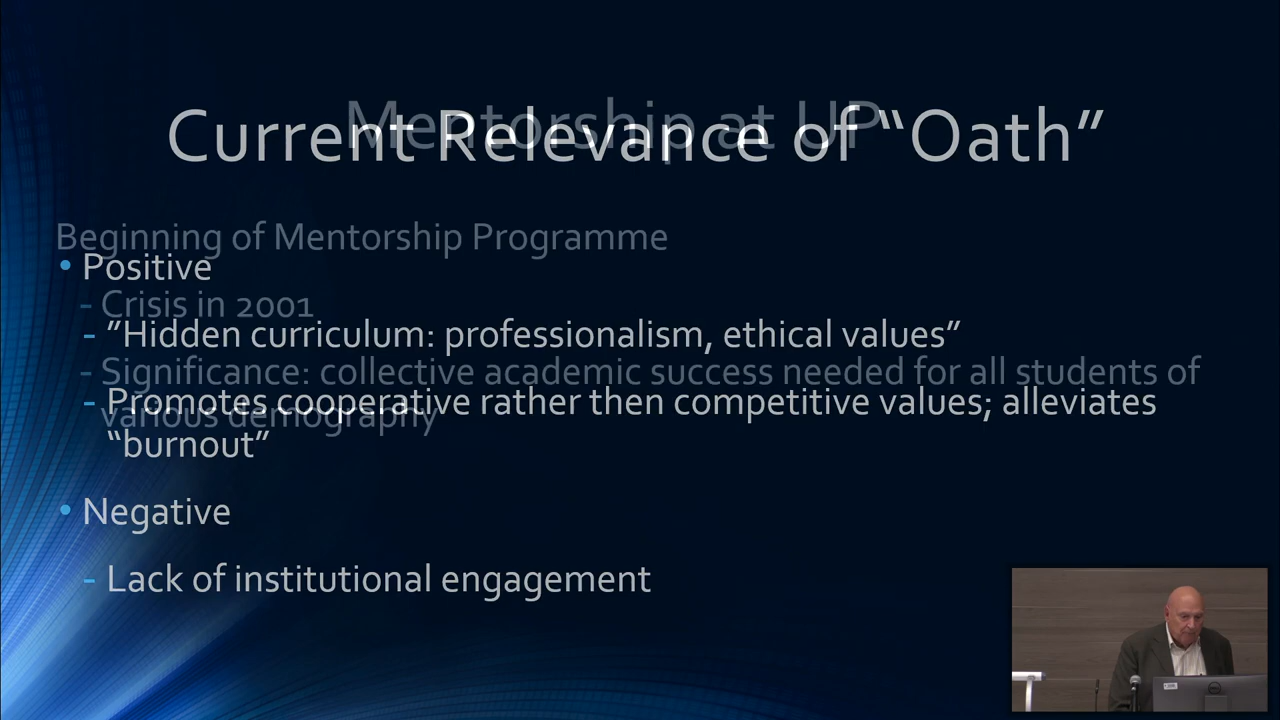 Mentorship at UP
Current Relevance of “Oath”
Beginning of Mentorship Programme
• Positive
- Crisis in 2001
- ”Hidden curriculum: professionalism, ethical values”
- Significance: collective academic success needed for all students of
various demography
- Promotes cooperative rather then competitive values; alleviates
“burnout”
• Negative
- Lack of institutional engagement